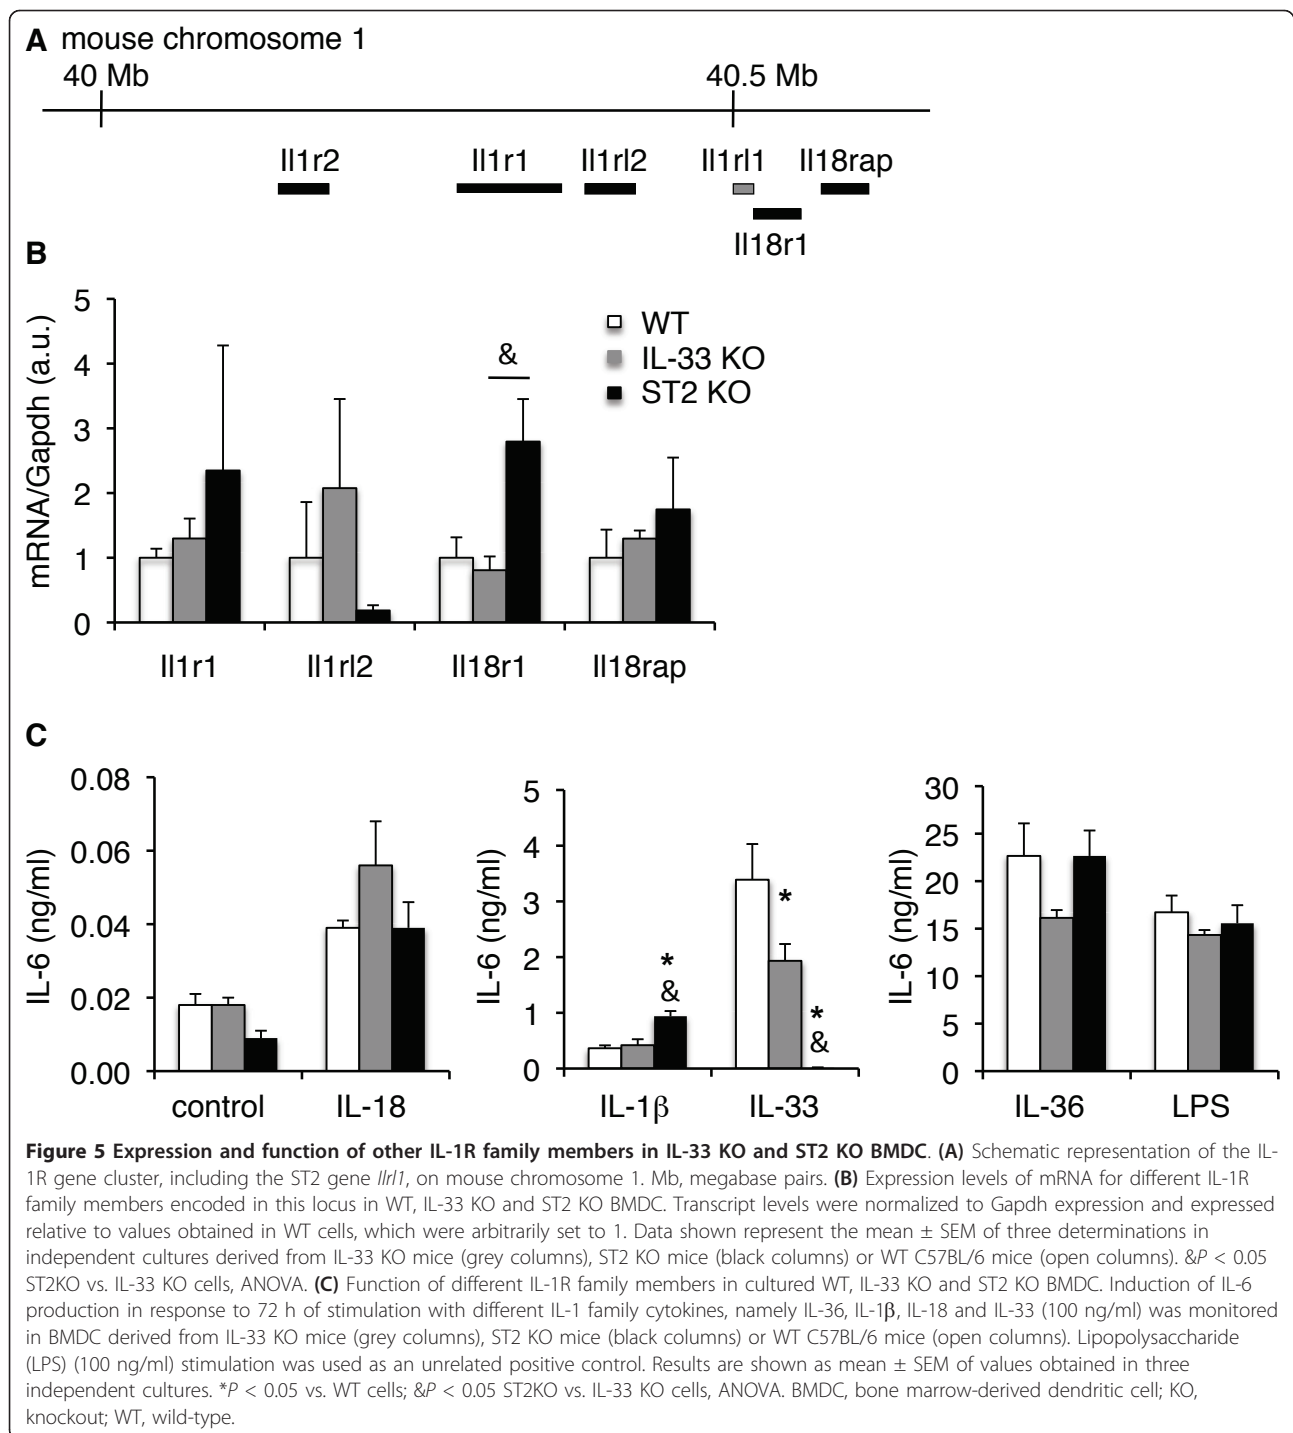 A mouse chromosome 1
40 Mb 40.5 Mb
Il1r2 Il1r1 Il1rl2 Il1rl1 Il18rap
Il18r1
B
mRNA/Gapdh (a.u.)
5
4
3
2
1
0
&
WT
IL-33 KO
ST2 KO
Il1r1 Il1rl2 Il18r1 Il18rap
C
IL-6 (ng/ml)
0.08
0.06
0.04
0.02
0.00
control IL-18
IL-6 (ng/ml)
5
4
3
2
1
0
*
&
*
*
&
IL-1β IL-33
IL-6 (ng/ml)
30
25
20
15
10
5
0
IL-36 LPS
Figure 5 Expression and function of other IL-1R family members in IL-33 KO and ST2 KO BMDC. (A) Schematic representation of the IL-
1R gene cluster, including the ST2 gene Ilrl1, on mouse chromosome 1. Mb, megabase pairs. (B) Expression levels of mRNA for different IL-1R
family members encoded in this locus in WT, IL-33 KO and ST2 KO BMDC. Transcript levels were normalized to Gapdh expression and expressed
relative to values obtained in WT cells, which were arbitrarily set to 1. Data shown represent the mean ± SEM of three determinations in
independent cultures derived from IL-33 KO mice (grey columns), ST2 KO mice (black columns) or WT C57BL/6 mice (open columns). &P < 0.05
ST2KO vs. IL-33 KO cells, ANOVA. (C) Function of different IL-1R family members in cultured WT, IL-33 KO and ST2 KO BMDC. Induction of IL-6
production in response to 72 h of stimulation with different IL-1 family cytokines, namely IL-36, IL-1β, IL-18 and IL-33 (100 ng/ml) was monitored
in BMDC derived from IL-33 KO mice (grey columns), ST2 KO mice (black columns) or WT C57BL/6 mice (open columns). Lipopolysaccharide
(LPS) (100 ng/ml) stimulation was used as an unrelated positive control. Results are shown as mean ± SEM of values obtained in three
independent cultures. *P < 0.05 vs. WT cells; &P < 0.05 ST2KO vs. IL-33 KO cells, ANOVA. BMDC, bone marrow-derived dendritic cell; KO,
knockout; WT, wild-type.